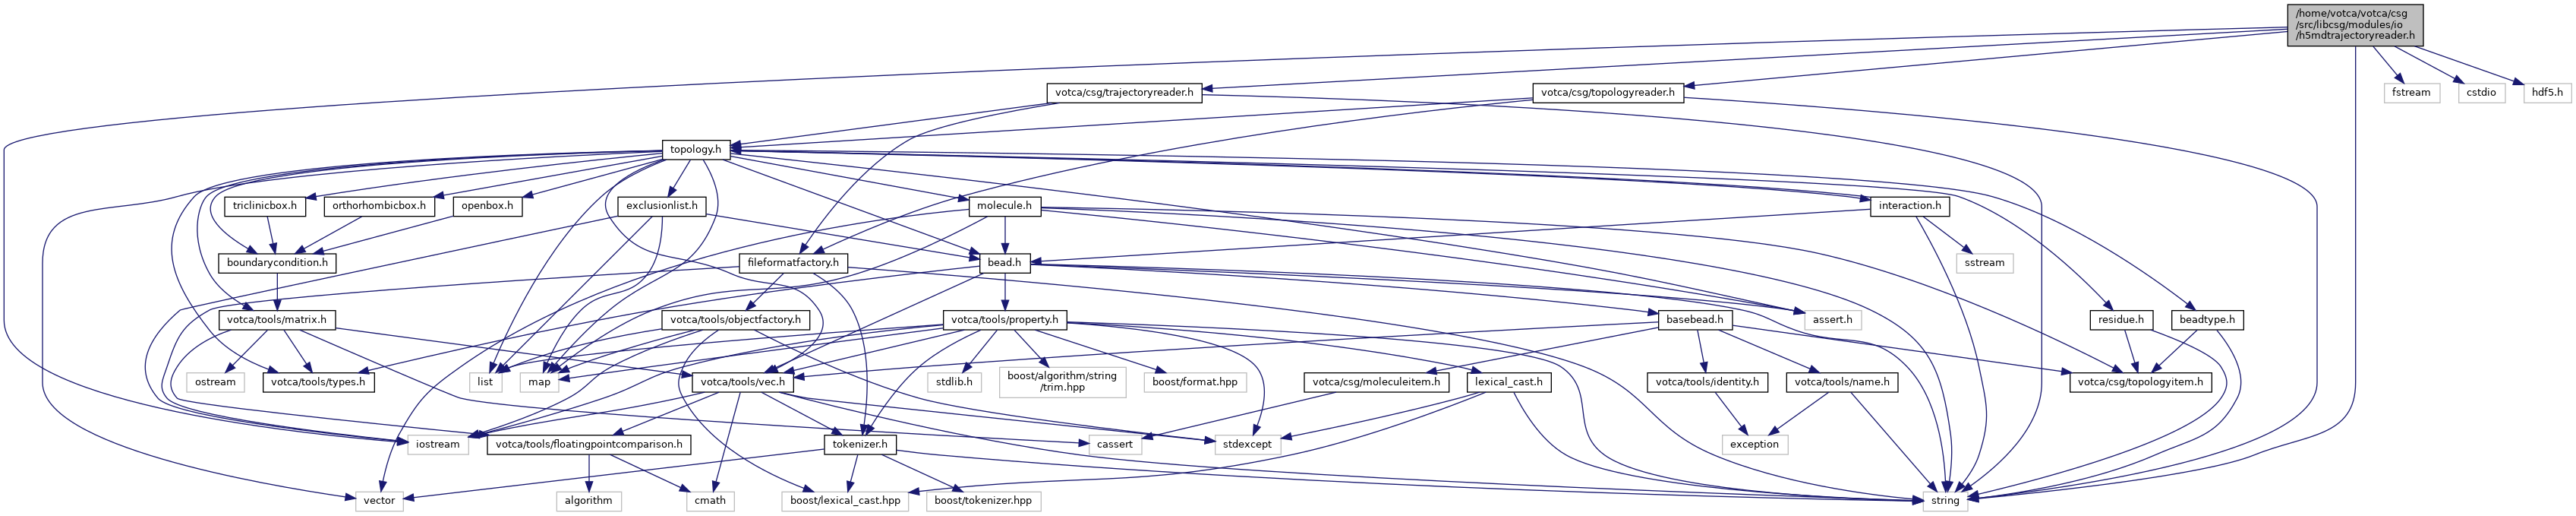 /home/votca/votca/csg
/src/libcsg/modules/io
/h5mdtrajectoryreader.h
votca/csg/trajectoryreader.h
votca/csg/topologyreader.h
fstream
cstdio
hdf5.h
topology.h
triclinicbox.h
orthorhombicbox.h
openbox.h
exclusionlist.h
molecule.h
interaction.h
boundarycondition.h
fileformatfactory.h
bead.h
sstream
votca/tools/matrix.h
votca/tools/objectfactory.h
votca/tools/property.h
basebead.h
assert.h
residue.h
beadtype.h
ostream
votca/tools/types.h
list
map
votca/tools/vec.h
stdlib.h
boost/algorithm/string
/trim.hpp
boost/format.hpp
votca/csg/moleculeitem.h
lexical_cast.h
votca/tools/identity.h
votca/tools/name.h
votca/csg/topologyitem.h
iostream
votca/tools/floatingpointcomparison.h
tokenizer.h
cassert
stdexcept
exception
vector
algorithm
cmath
boost/lexical_cast.hpp
boost/tokenizer.hpp
string